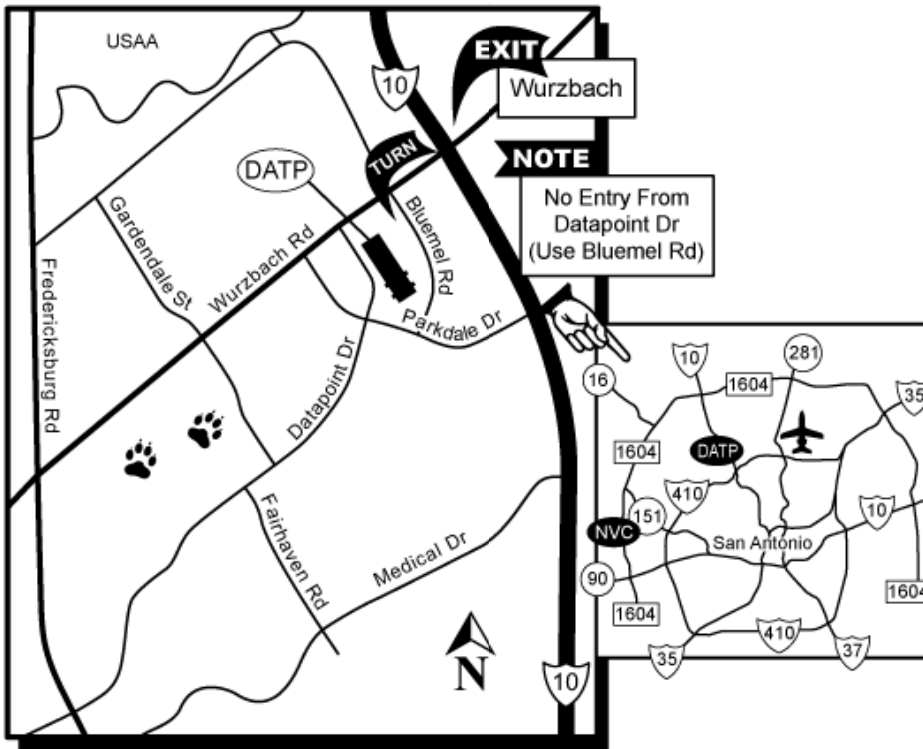 USAA
10
EXIT
Wurzbach
TURN
NOTE
No Entry From
Datapoint Dr
(Use Bluemel Rd)
DATP
Gardendale St
Wurzbach Rd
Bluemel Rd
Fredericksburg Rd
Parkdale Dr
Datapoint Dr
Fairhaven Rd
Medical Dr
N
10
10
281
16
1604
35
1604
DATP
410
151
10
NVC
San Antonio
90
1604
1604
410
35
37